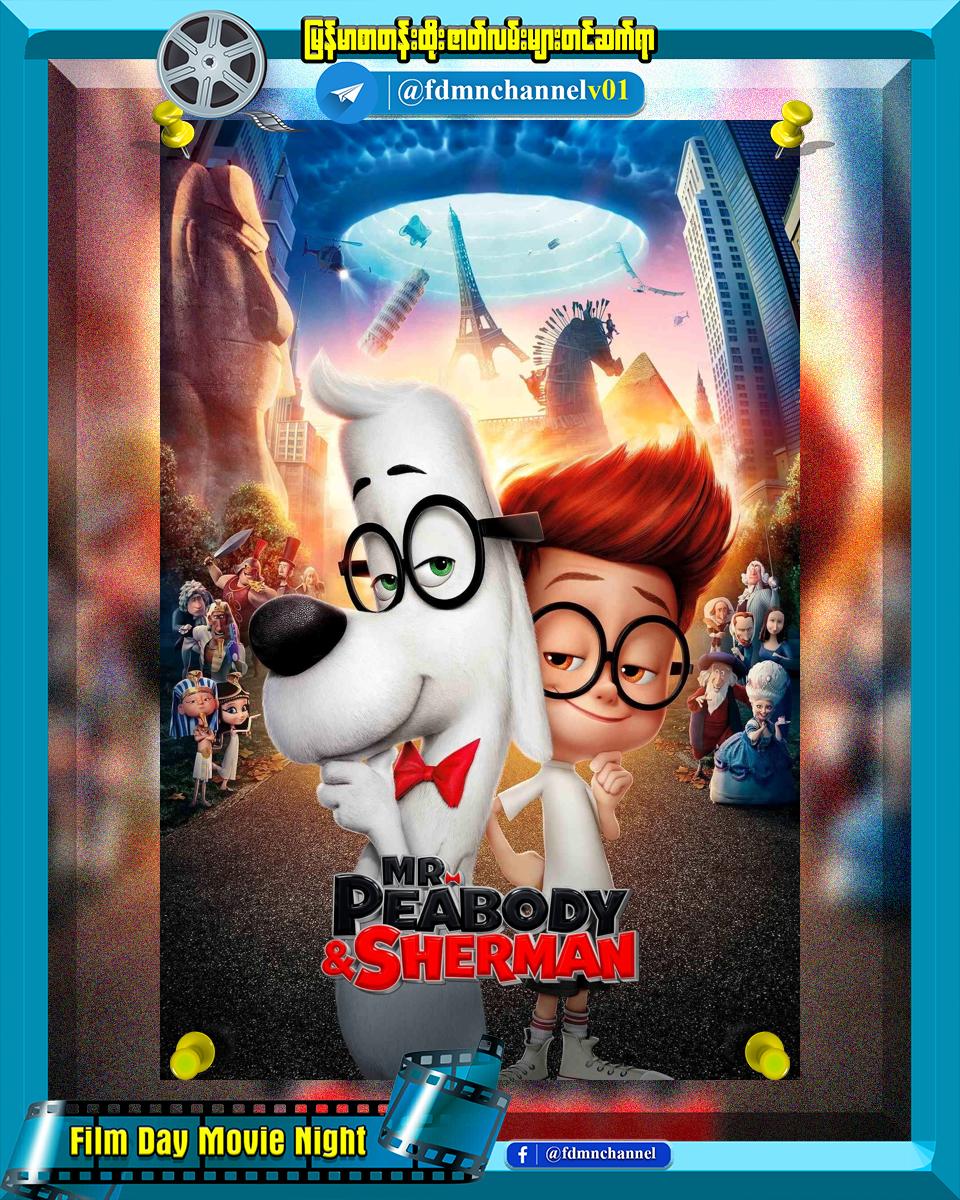 မြန်မာစာတန်းထိုးဇာတ်လမ်းများတင်ဆက်ရာ
@fdmnchannelv01
MR.
PEABODY
&SHERMAN
Film Day Movie Night
@fdmnchannel